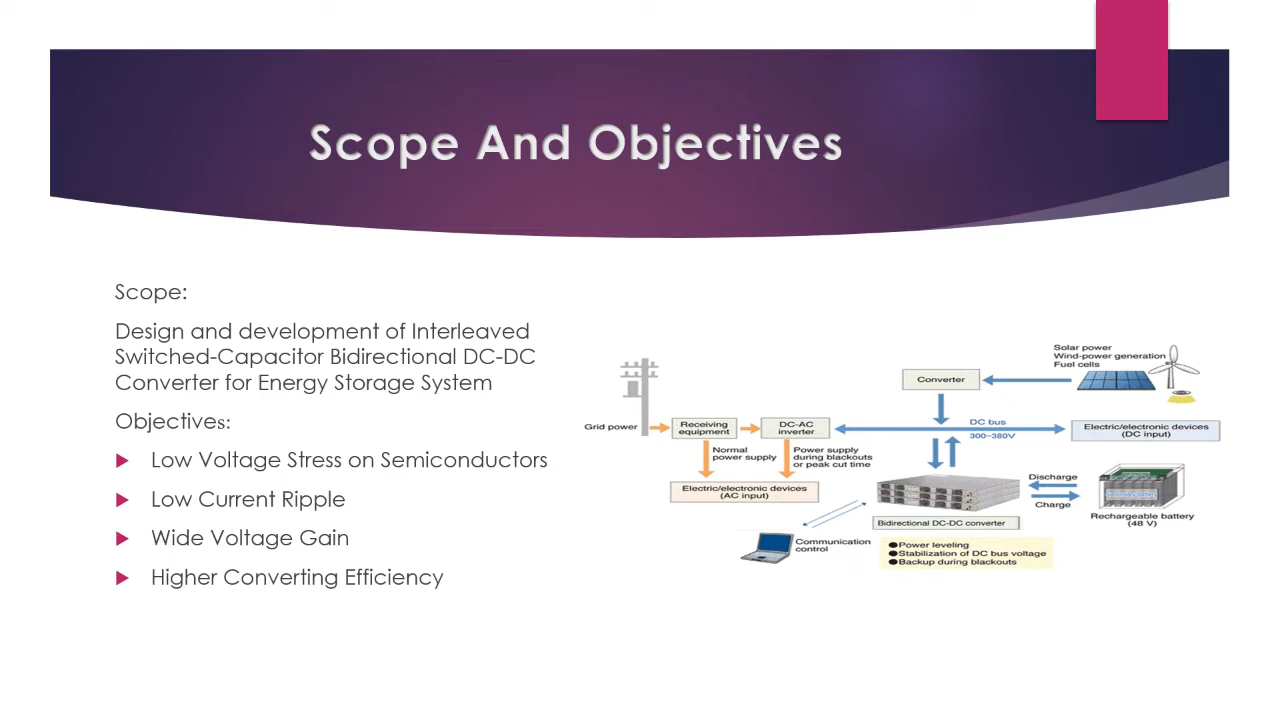 Scope And Objectives
Scope:
Design and development of Interleaved
Switched-Capacitor Bidirectional DC-DC
Converter for Energy Storage System
Objectives:
Low Voltage Stress on Semiconductors
Low Current Ripple
Wide Voltage Gain
Higher Converting Efficiency
Solar power
Wind-power generation
Fuel cells
Converter
Grid power
Receiving
equipment
DC-AC
inverter
DC bus
300~380V
Electric/electronic devices
(DC input)
Normal
power supply
Power supply
during blackouts
or peak cut time
Electric/electronic devices
(AC input)
Discharge
Charge
Secondary battery
Rechargeable battery
(48 V)
Bidirectional DC-DC converter
Communication
control
●Power leveling
●Stabilization of DC bus voltage
●Backup during blackouts